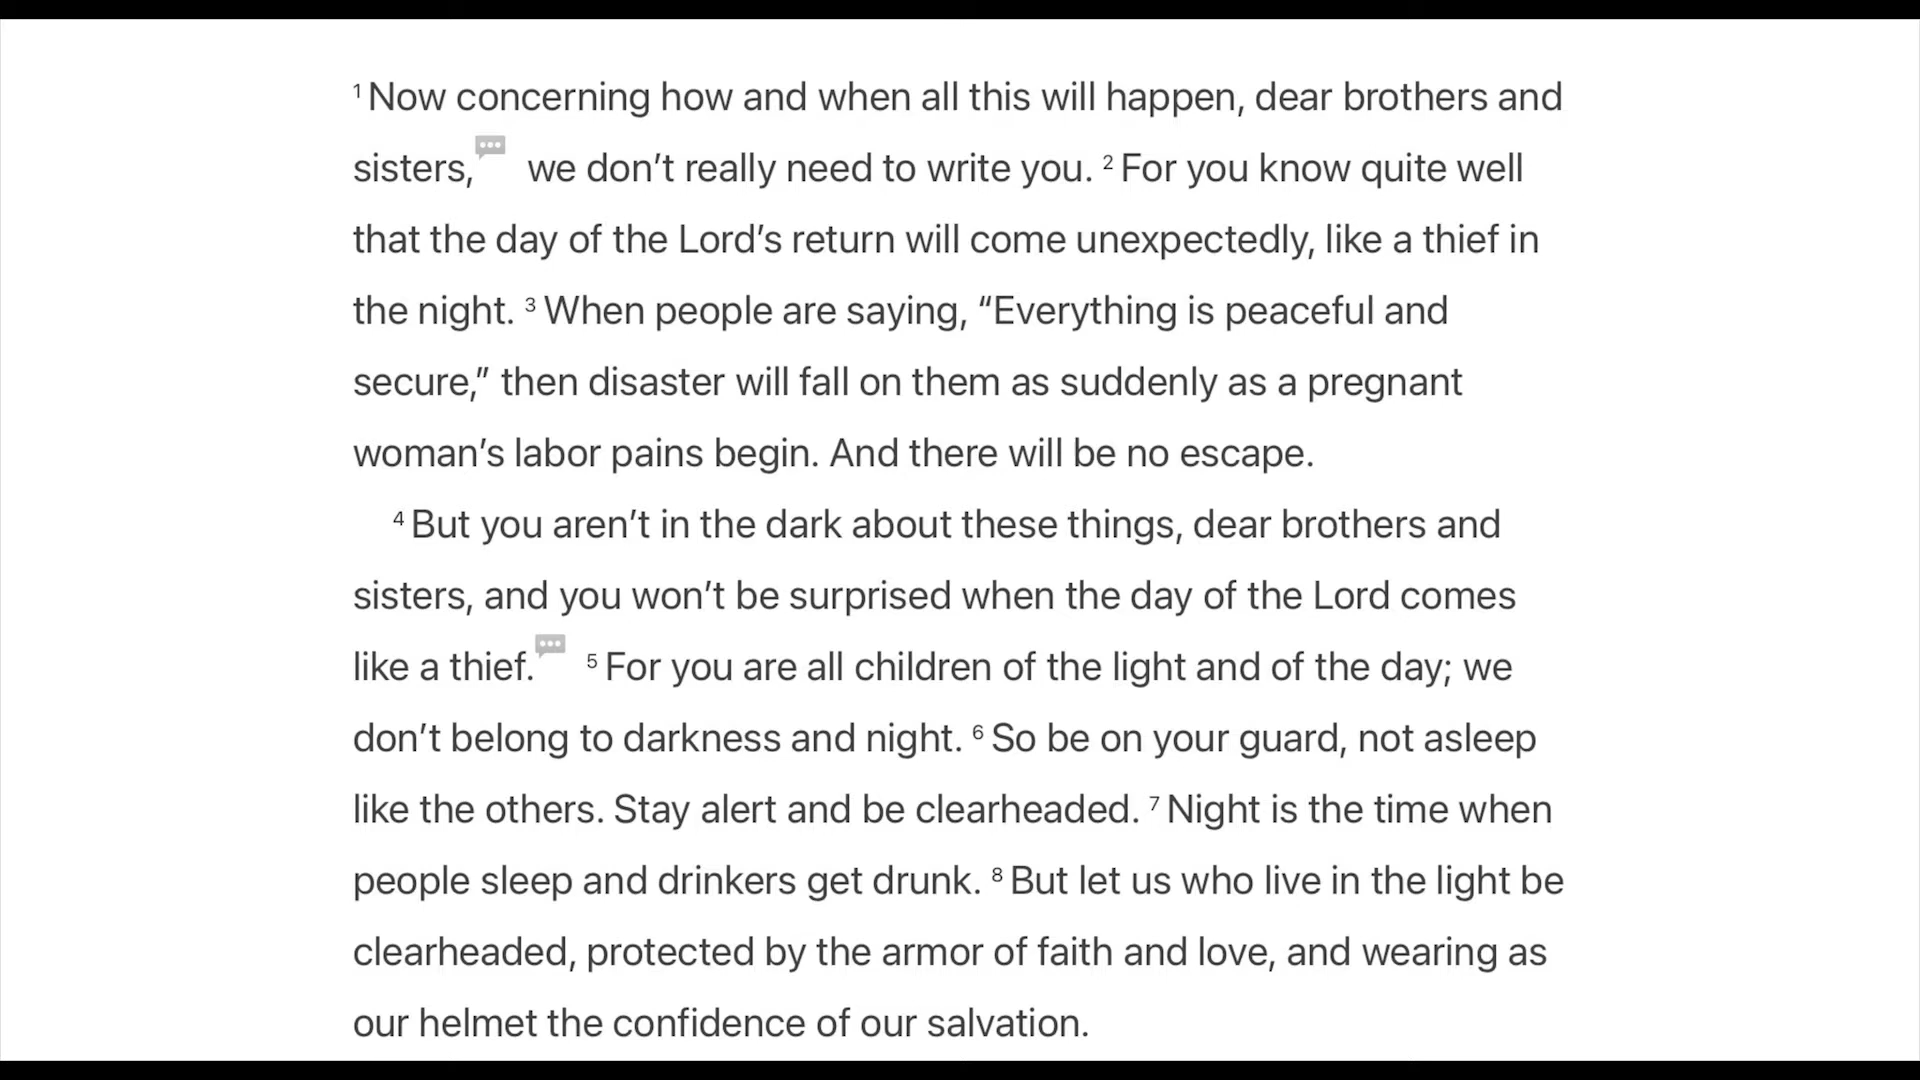 1 Now concerning how and when all this will happen, dear brothers and
sisters, we don’t really need to write you. 2 For you know quite well
that the day of the Lord’s return will come unexpectedly, like a thief in
the night. 3 When people are saying, “Everything is peaceful and
secure,” then disaster will fall on them as suddenly as a pregnant
woman’s labor pains begin. And there will be no escape.
4 But you aren’t in the dark about these things, dear brothers and
sisters, and you won’t be surprised when the day of the Lord comes
like a thief. 5 For you are all children of the light and of the day; we
don’t belong to darkness and night. 6 So be on your guard, not asleep
like the others. Stay alert and be clearheaded. 7 Night is the time when
people sleep and drinkers get drunk. 8 But let us who live in the light be
clearheaded, protected by the armor of faith and love, and wearing as
our helmet the confidence of our salvation.